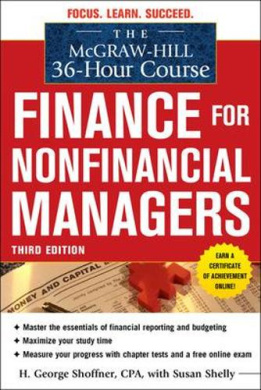 FOCUS. LEARN. SUCCEED.
THE
McGRAW-HILL
36-Hour Course
FINANCE FOR
NONFINANCIAL
MANAGERS
THIRD EDITION
EARN A
CERTIFICATE
OF ACHIEVEMENT
ONLINE!
MONEY AND CAPITAL
+ Master the essentials of financial reporting and budgeting
+ Maximize your study time
+ Measure your progress with chapter tests and a free online exam
H. George Shoffner, CPA, with Susan Shelly